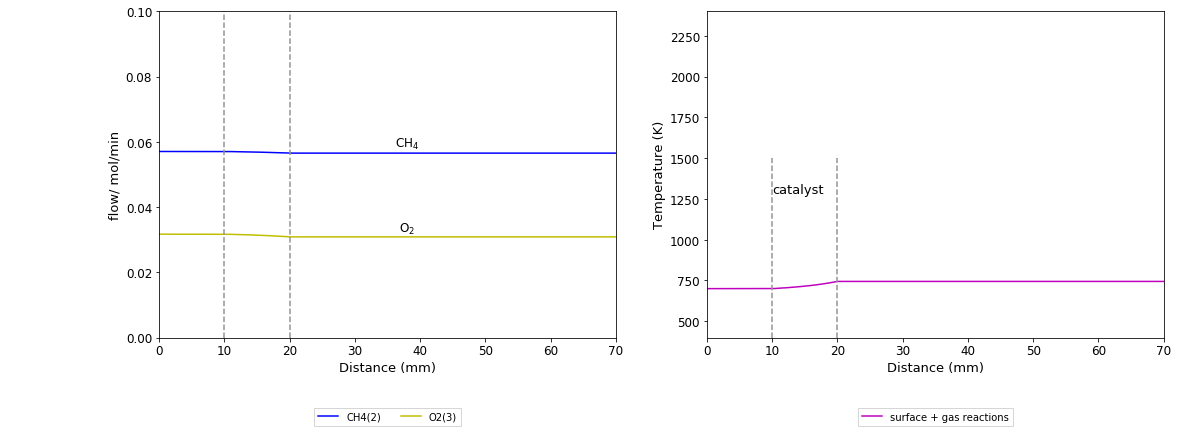 0.10
0.08
0.06
0.04
0.02
0.00
flow/ mol/min
CH4
O2
0 10 20 30 40 50 60 70
Distance (mm)
CH4(2) O2(3)
2250
2000
1750
1500
1250
1000
750
500
Temperature (K)
catalyst
0 10 20 30 40 50 60 70
Distance (mm)
surface + gas reactions